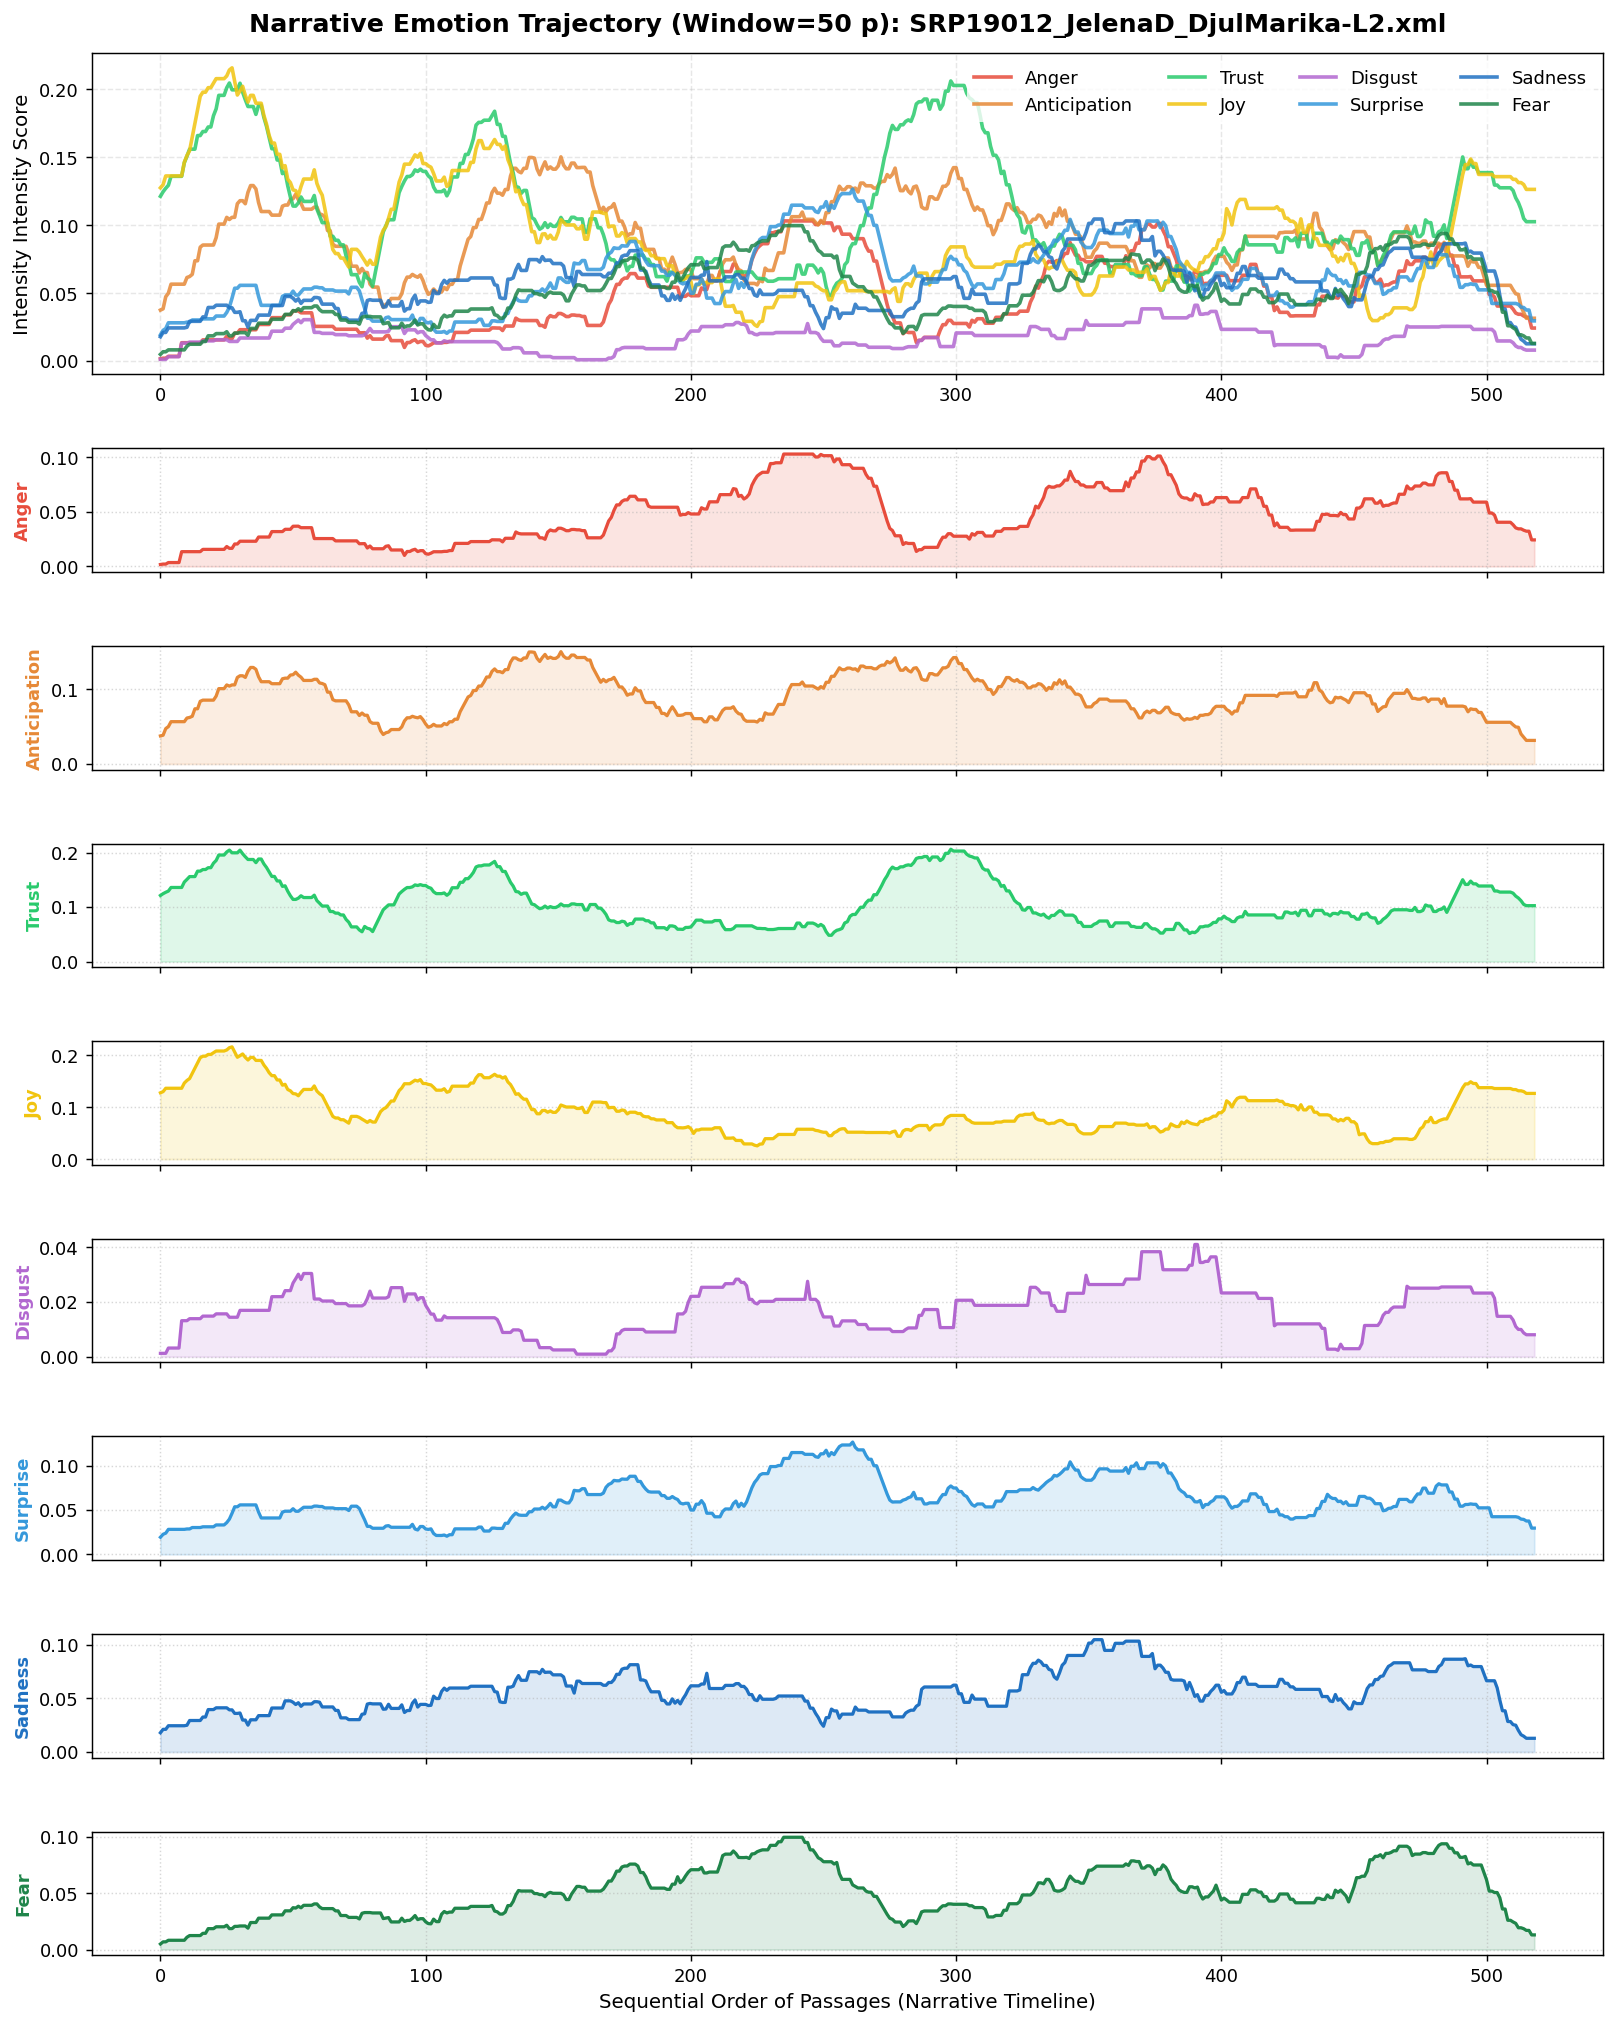 Narrative Emotion Trajectory (Window=50 p): SRP19012_JelenaD_DjulMarika-L2.xml
Intensity Intensity Score
0.20
0.15
0.10
0.05
0.00
Anger Trust Disgust Sadness
Anticipation Joy Surprise Fear
0 100 200 300 400 500
Anger
0.10
0.05
0.00
Anticipation
0.1
0.0
Trust
0.2
0.1
0.0
Joy
0.2
0.1
0.0
Disgust
0.04
0.02
0.00
Surprise
0.10
0.05
0.00
Sadness
0.10
0.05
0.00
Fear
0.10
0.05
0.00
0 100 200 300 400 500
Sequential Order of Passages (Narrative Timeline)